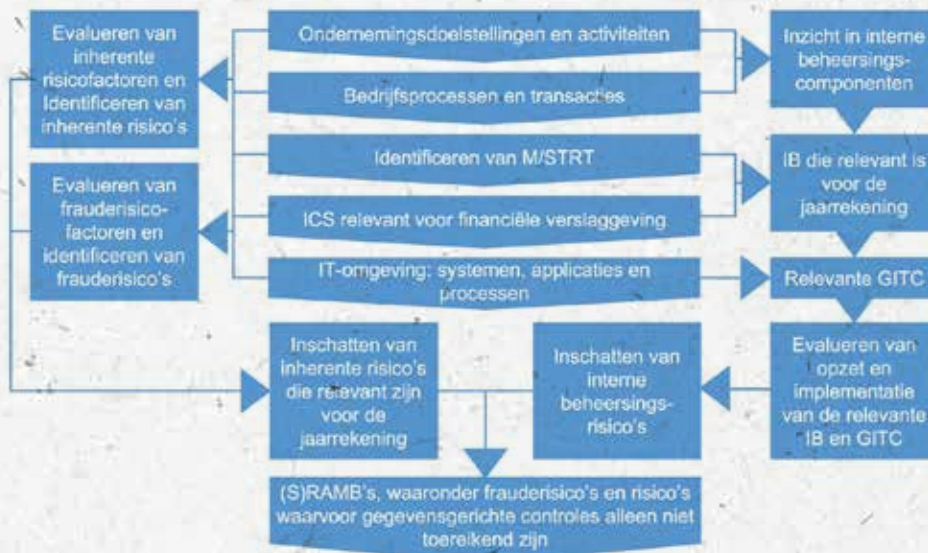 Evalueren van
inherente
risicofactoren en
Identificeren van
inherente risico's
Evalueren van
frauderisico-
factoren en
identificeren van
frauderisico's
Ondernemingsdoelstellingen en activiteiten
Bedrijfsprocessen en transacties
Identificeren van M/STRT
ICS relevant voor financiële verslaggeving
IT-omgeving: systemen, applicaties en
processen
Inzicht in interne
beheersings-
componenten
IB die relevant is
voor de
jaarrekening
Relevante GITC
Evalueren van
opzet en
implementatie
van de relevante
IB en GITC
Inschatten van
inherente risico's
die relevant zijn
voor de
jaarrekening
Inschatten van
interne
beheersings-
risico's
(S)RAMB's, waaronder frauderisico's en risico's
waarvoor gegevensgerichte controles alleen niet
toereikend zijn